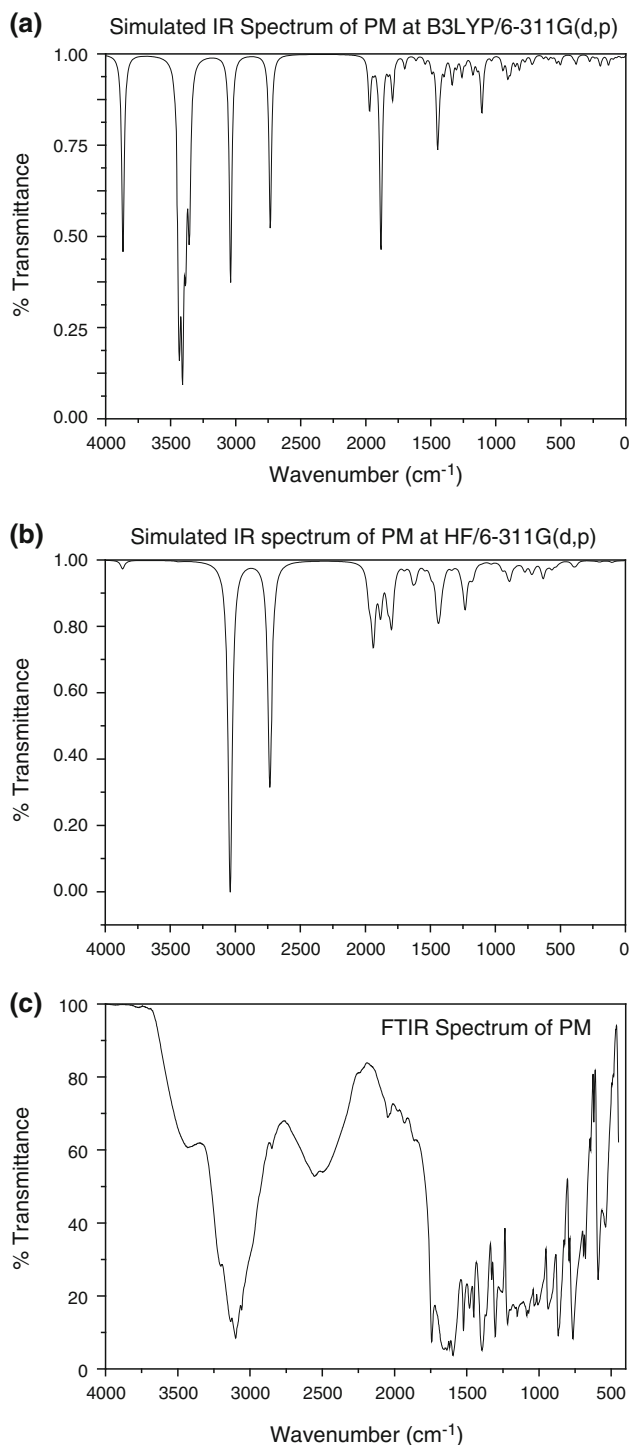 (a) Simulated IR Spectrum of PM at B3LYP/6-311G(d,p)
1.00
0.75
0.50
0.25
0.00
% Transmittance
4000 3500 3000 2500 2000 1500 1000 500 0
Wavenumber (cm-1)
(b) Simulated IR spectrum of PM at HF/6-311G(d,p)
1.00
0.80
0.60
0.40
0.20
0.00
% Transmittance
4000 3500 3000 2500 2000 1500 1000 500 0
(c)
FTIR Spectrum of PM
100
80
60
40
20
0
% Transmittance
4000 3500 3000 2500 2000 1500 1000 500
Wavenumber (cm-1)